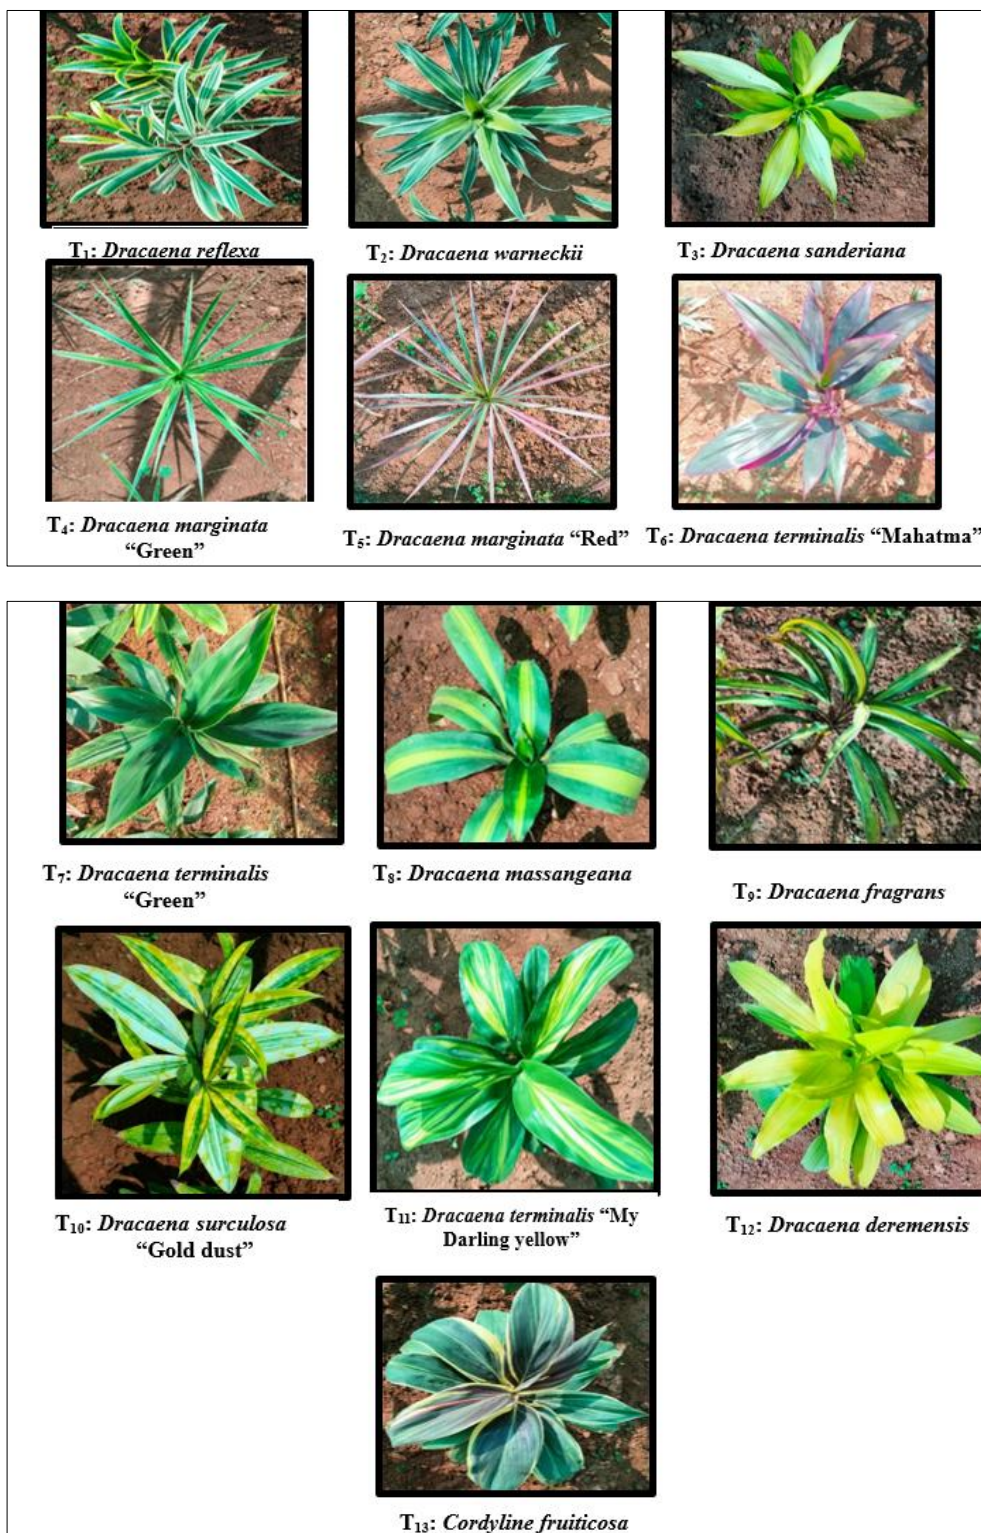 T₁: Dracaena reflexa
T₂: Dracaena warneckii
T₃: Dracaena sanderiana
T₄: Dracaena marginata
“Green”
T₅: Dracaena marginata “Red”
T₆: Dracaena terminalis “Mahatma”
T₇: Dracaena terminalis
“Green”
T₈: Dracaena massangeana
T₉: Dracaena fragrans
T₁₀: Dracaena surculosa
“Gold dust”
T₁₁: Dracaena terminalis “My
Darling yellow”
T₁₂: Dracaena deremensis
T₁₃: Cordyline fruiticosa